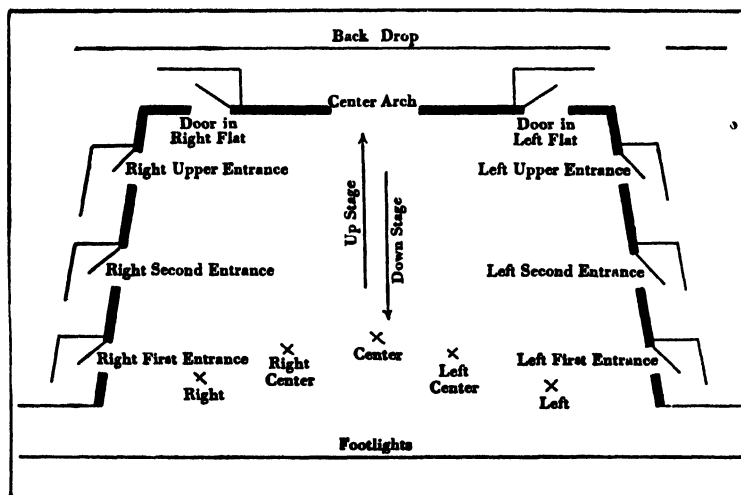 Back Drop
Center Arch
Door in
Right Flat
Door in
Left Flat
Right Upper Entrance
Left Upper Entrance
Up Stage
Down Stage
Right Second Entrance
Left Second Entrance
Right First Entrance
Right
Right
Center
Center
Left
Center
Left
Left First Entrance
Footlights